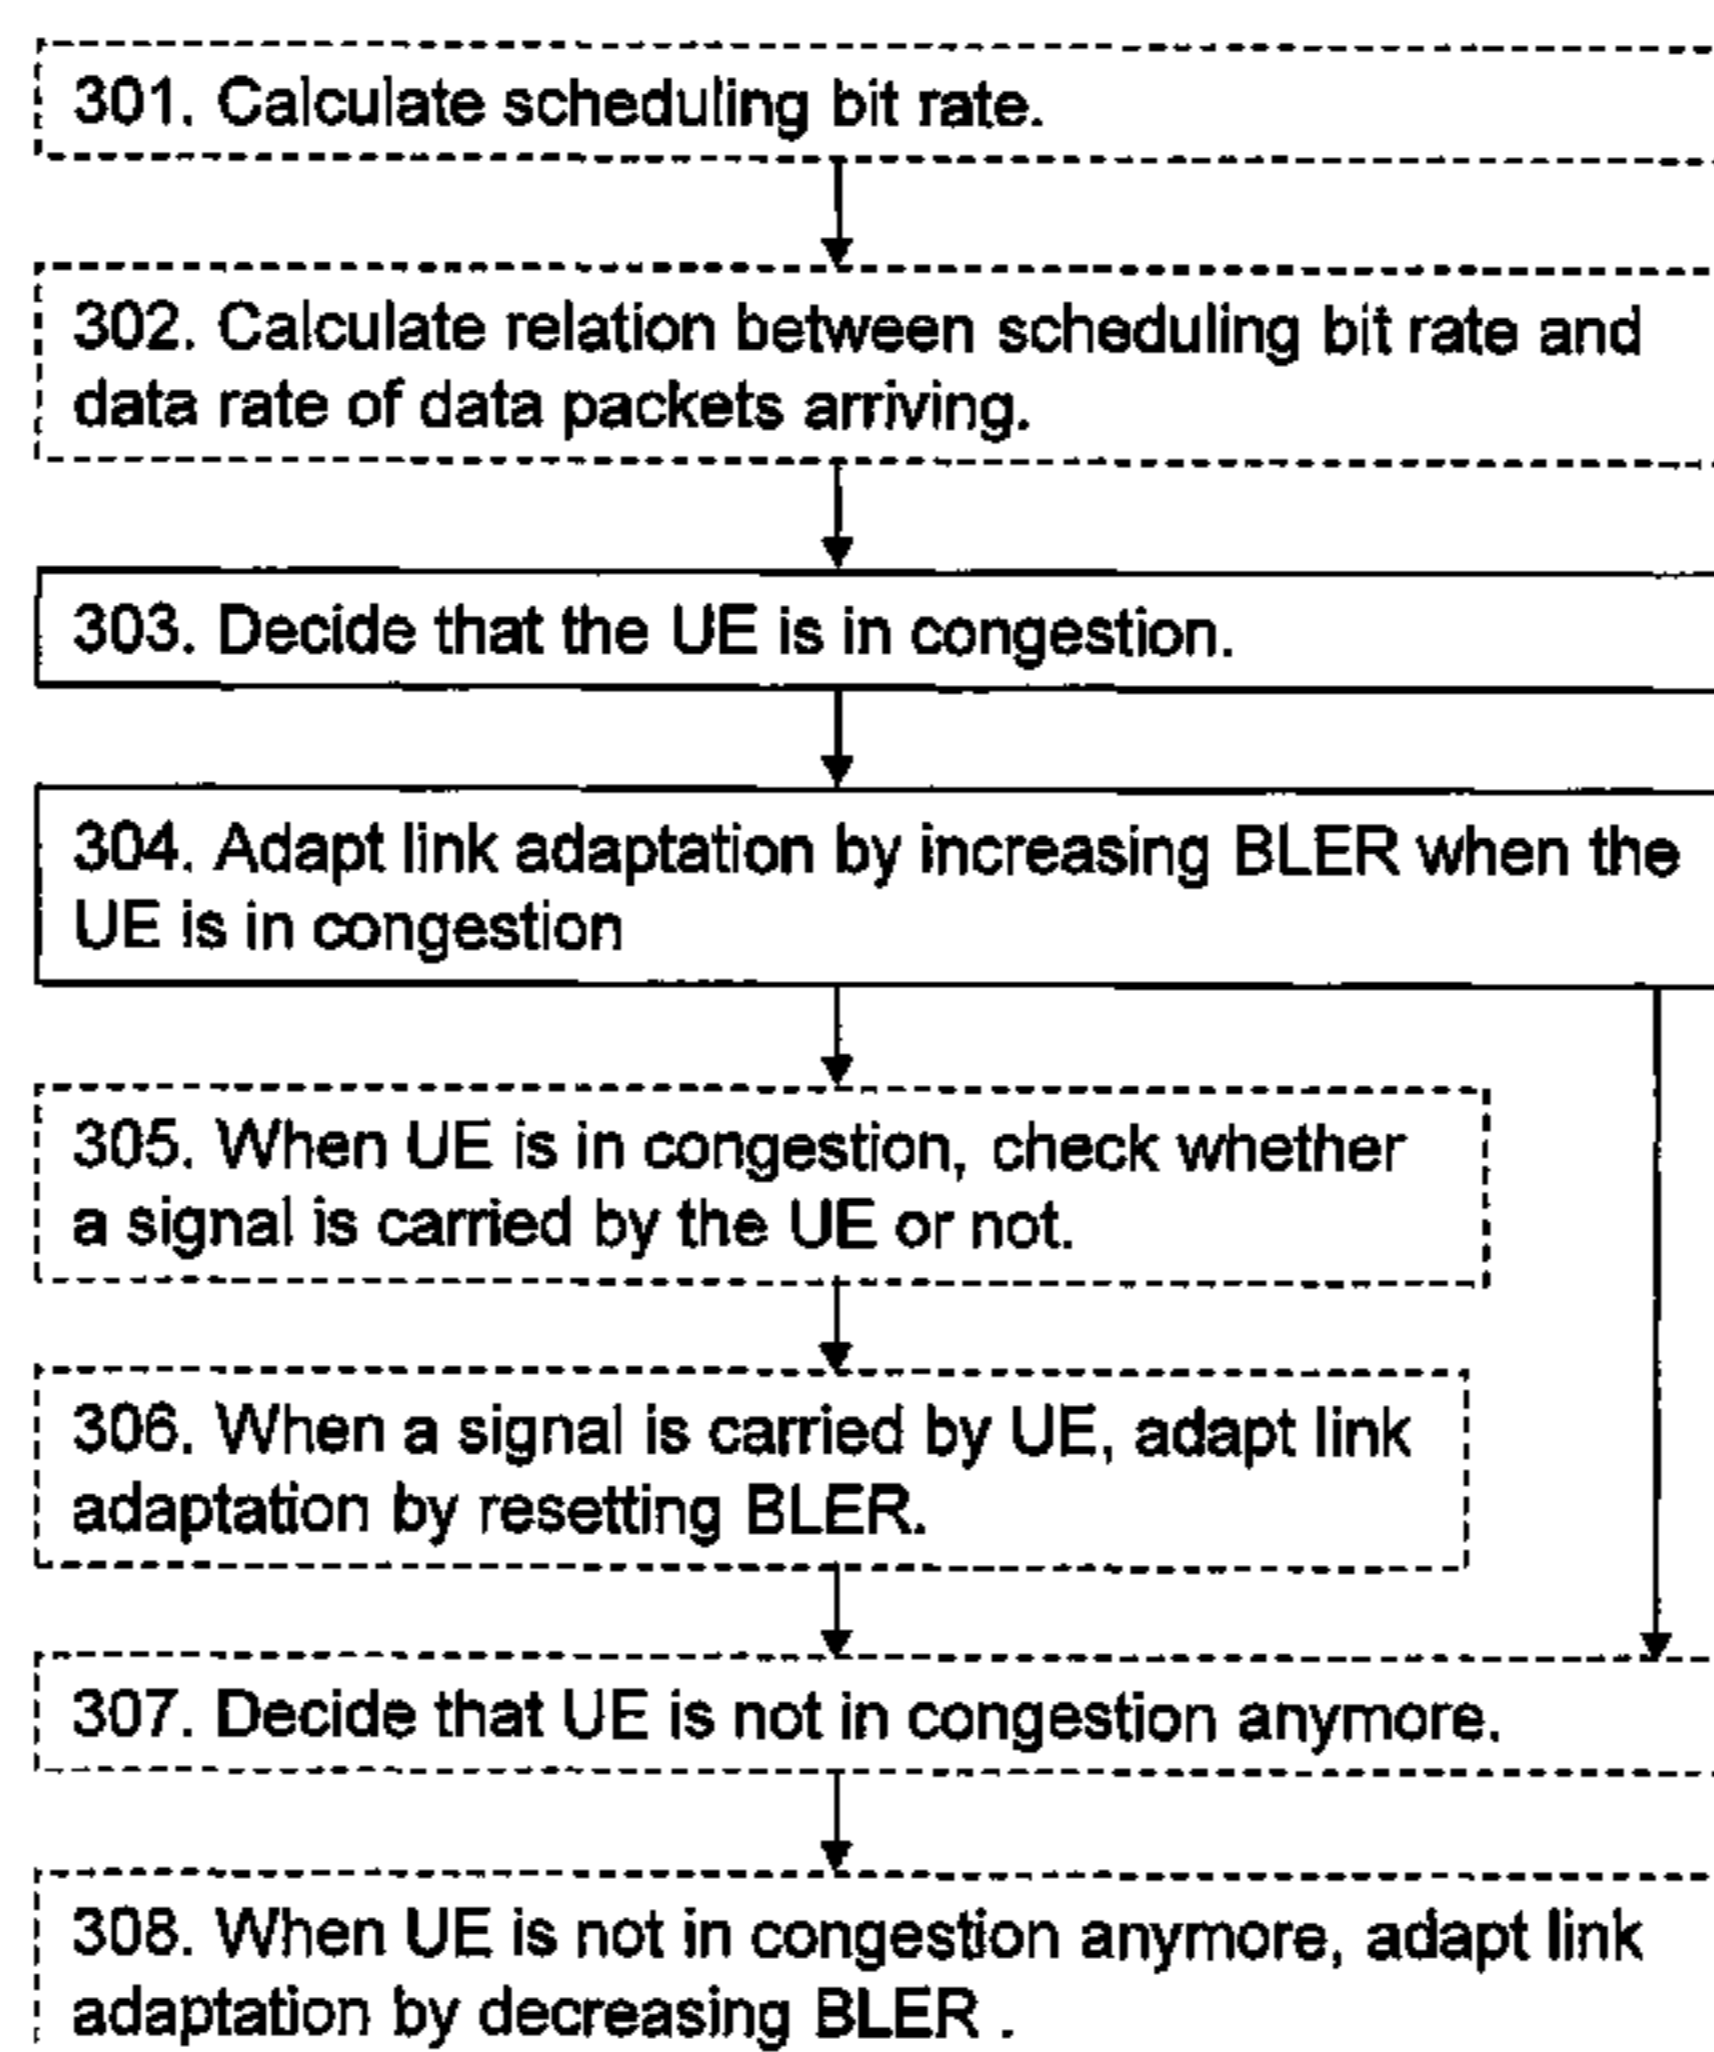 301. Calculate scheduling bit rate.
302. Calculate relation between scheduling bit rate and
data rate of data packets arriving.
303. Decide that the UE is in congestion.
304. Adapt link adaptation by increasing BLER when the
UE is in congestion
305. When UE is in congestion, check whether
a signal is carried by the UE or not.
306. When a signal is carried by UE, adapt link
adaptation by resetting BLER.
307. Decide that UE is not in congestion anymore.
308. When UE is not in congestion anymore, adapt link
adaptation by decreasing BLER .